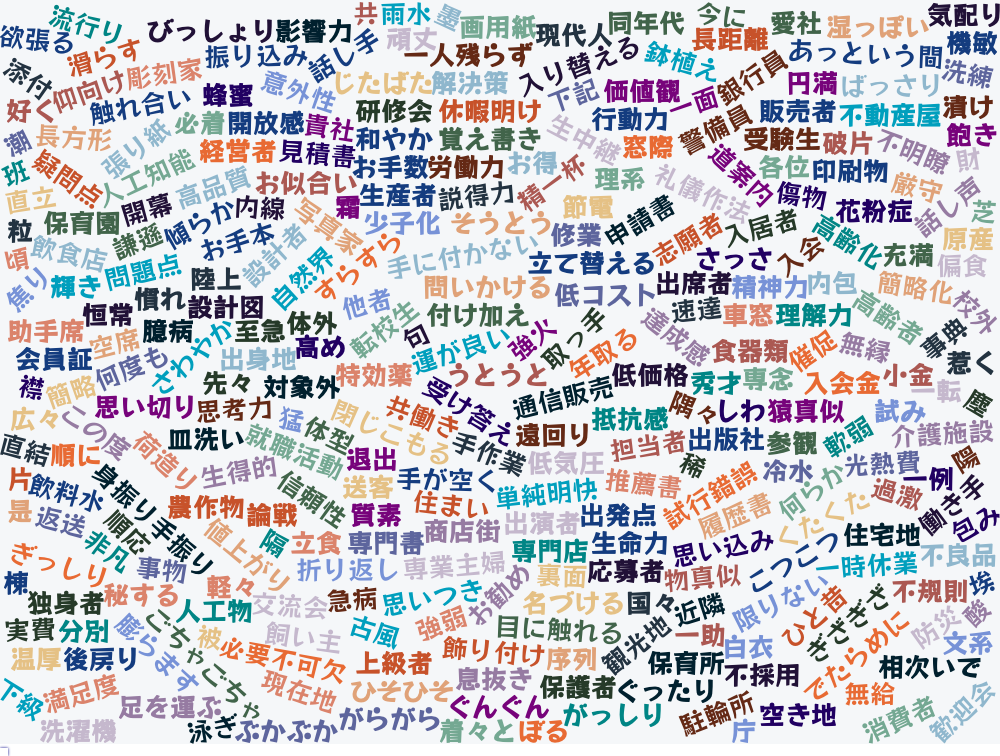 流行り
びっしょり
影響力
共
雨水
墨
画用紙
現代人
同年代
今に
愛社
湿っぽい
気配り
欲張る
滑らす
振り込み
話し手
頑丈
一人残らず
入り替える
鉢植え
長距離
あっという間
機敏
添付
仰向け
彫刻家
意外性
じたばた
解決策
下記
価値観
一面
銀行員
円満
ばっさり
洗練
好く
触れ合い
蜂蜜
研修会
休暇明け
行動力
警備員
販売者
不動産屋
漬け
潮
長方形
張り紙
必着
開放感
貴社
和やか
覚え書き
生中継
窓際
受験生
破片
不明瞭
飽き
班
疑問点
人工知能
経営者
見積書
お手数
労働力
お得
精一杯
理系
道案内
各位
印刷物
財
直立
高品質
お似合い
生産者
説得力
節電
礼儀作法
傷物
厳守
話し声
粒
保育園
開幕
傾らか
内線
霜
写真家
少子化
そうとう
修業
申請書
志願者
入居者
花粉症
芝
頃
飲食店
謙遜
お手本
設計者
自然界
すらすら
手に付かない
立て替える
さっさ
入会
高齢化
充満
原産
偏食
焦り
輝き
問題点
陸上
慣れ
設計図
他者
問いかける
低コスト
出席者
精神力
内包
簡略化
校外
恒常
助手席
空席
臆病
さわやか
至急
体外
転校生
付け加え
句
強火
取っ手
速達
達成感
車窓
理解力
高齢者
事典
会員証
何度も
出身地
高め
運が良い
年取る
食器類
催促
無縁
惹く
襟
簡略
先々
対象外
特効薬
うとうと
低価格
秀才
専念
入会金
小金
一転
塵
広々
この度
思い切り
思考力
猛
体型
閉じこもる
共働き
受け答え
通信販売
抵抗感
隅々
しわ
猿真似
試み
直結
順に
荷造り
皿洗い
就職活動
退出
手作業
遠回り
担当者
出版社
参観
軟弱
介護施設
片
飲料水
身振り手振り
生得的
信頼性
送客
手が空く
低気圧
推薦書
稀
試行錯誤
冷水
何らか
光熱費
一例
陽
是
返送
順応
農作物
論戦
質素
住まい
単純明快
出演者
出発点
履歴書
くたくた
過激
働き手
包み
非凡
値上がり
隔
立食
専門書
商店街
専門店
生命力
思い込み
こつこつ
住宅地
ぎっしり
事物
軽々
折り返し
専業主婦
裏面
応募者
物真似
一時休業
不良品
棟
独身者
秘する
人工物
交流会
急病
思いつき
お勧め
名づける
国々
近隣
限りない
ひと昔
ぎざぎざ
不規則
埃
実費
分別
膨らます
ごちゃごちゃ
被
必要不可欠
飼い主
古風
強弱
目に触れる
観光地
一助
白衣
でたらめに
防災
酸
文系
温厚
後戻り
現在地
上級者
飾り付け
序列
保育所
不採用
相次いで
下級
満足度
足を運ぶ
ひそひそ
息抜き
保護者
ぐったり
無給
洗濯機
泳ぎ
ぶかぶか
がらがら
着々と
ぐんぐん
ぼる
がっしり
駐輪所
庁
空き地
消費者
歓迎会